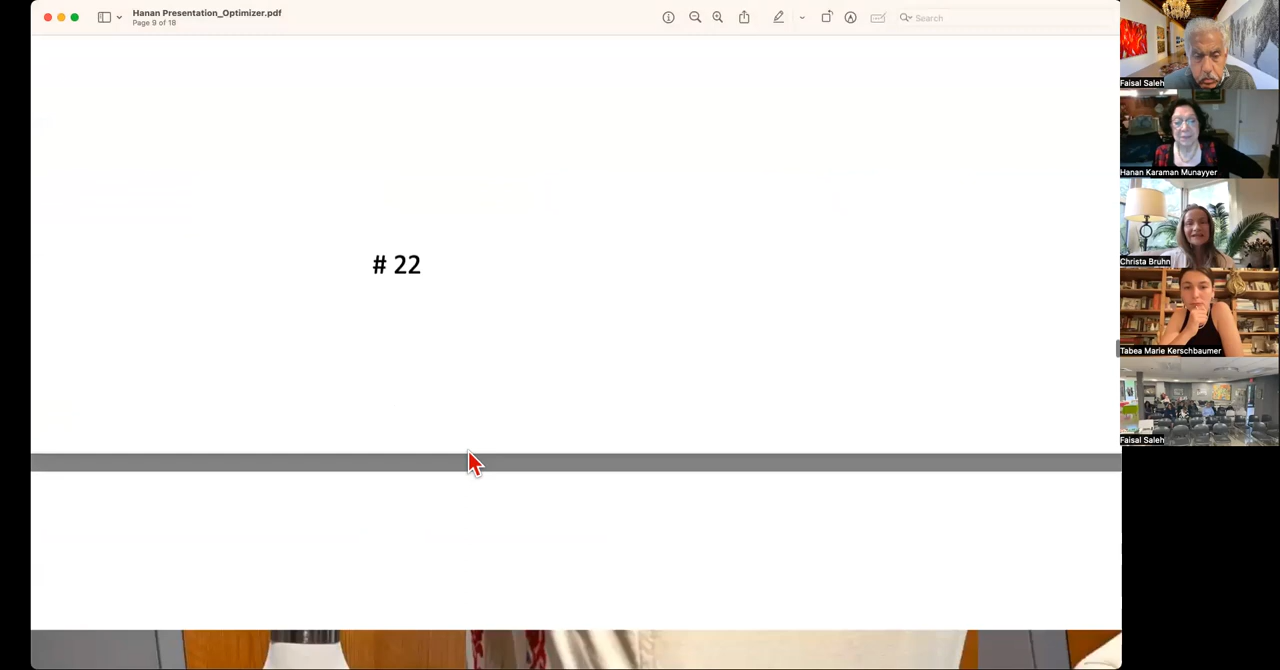 Hanan Presentation_Optimizer.pdf
Page 9 of 18
Search
# 22
Faisal Saleh
Hanan Karaman Munayyer
Christa Bruhn
Tabea Marie Kerschbaumer
Faisal Saleh